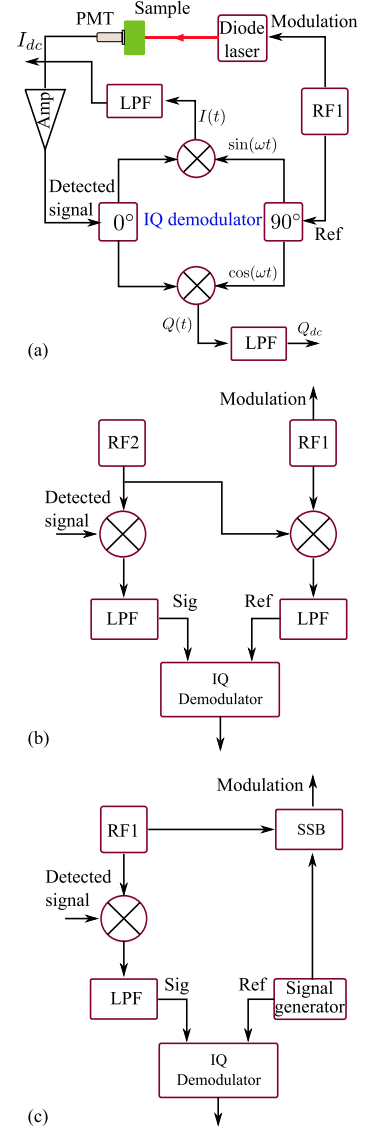 Sample
PMT
Diode
laser
Modulation
I_dc
LPF
I(t)
RF1
Amp
sin(ωt)
Detected
signal
0°
IQ demodulator
90°
Ref
cos(ωt)
Q(t)
LPF
Q_dc
(a)
Modulation
RF2
RF1
Detected
signal
LPF
Sig
Ref
LPF
IQ
Demodulator
(b)
Modulation
RF1
SSB
Detected
signal
LPF
Sig
Ref
Signal
generator
IQ
Demodulator
(c)